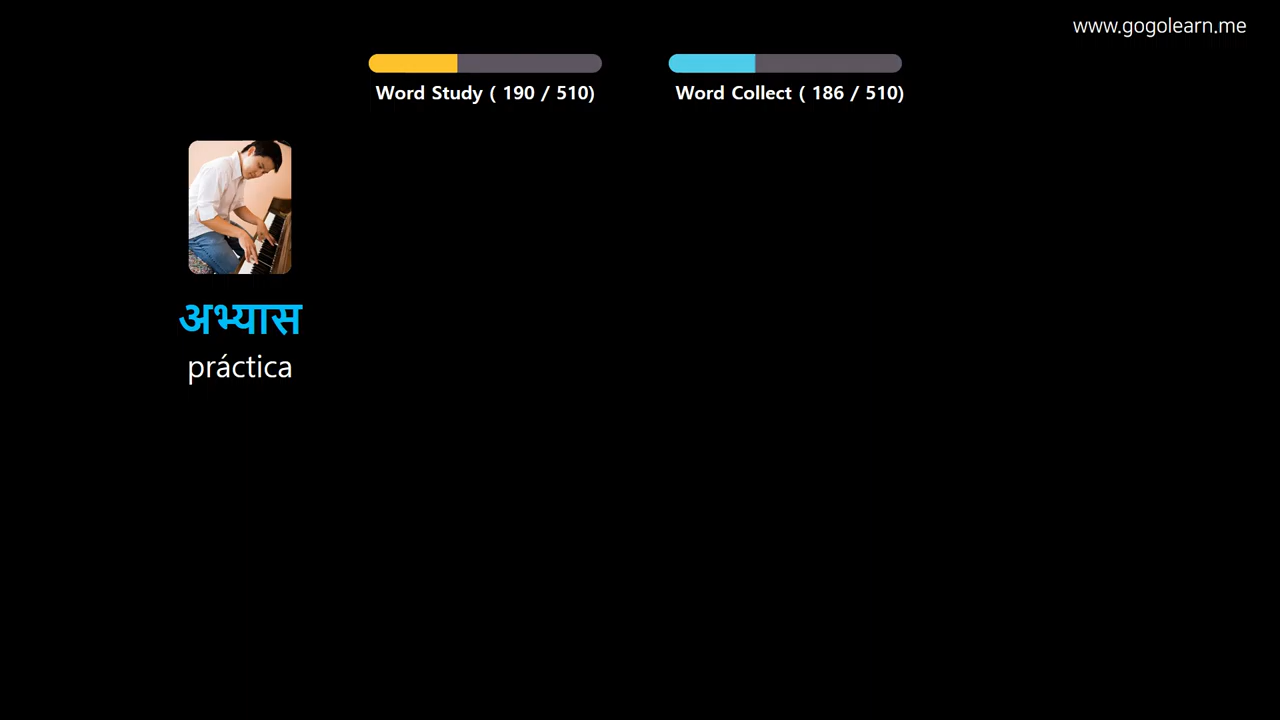 www.gogolearn.me
Word Study ( 190 / 510)
Word Collect ( 186 / 510)
अभ्यास
práctica